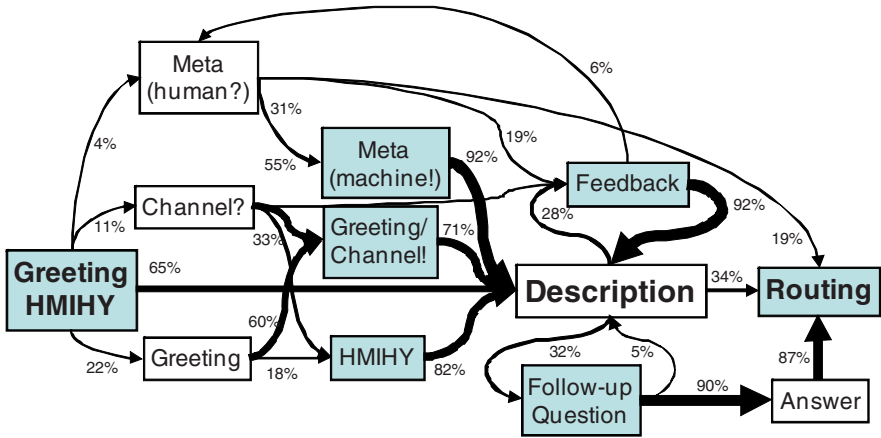 Meta
(human?)
6%
4%
31%
19%
55%
Meta
(machine!)
92%
Feedback
Channel?
28%
92%
11%
33%
Greeting/
Channel!
71%
19%
Greeting
HMIHY
65%
Description
34%
Routing
60%
22%
Greeting
18%
HMIHY
82%
32%
5%
87%
Follow-up
Question
90%
Answer